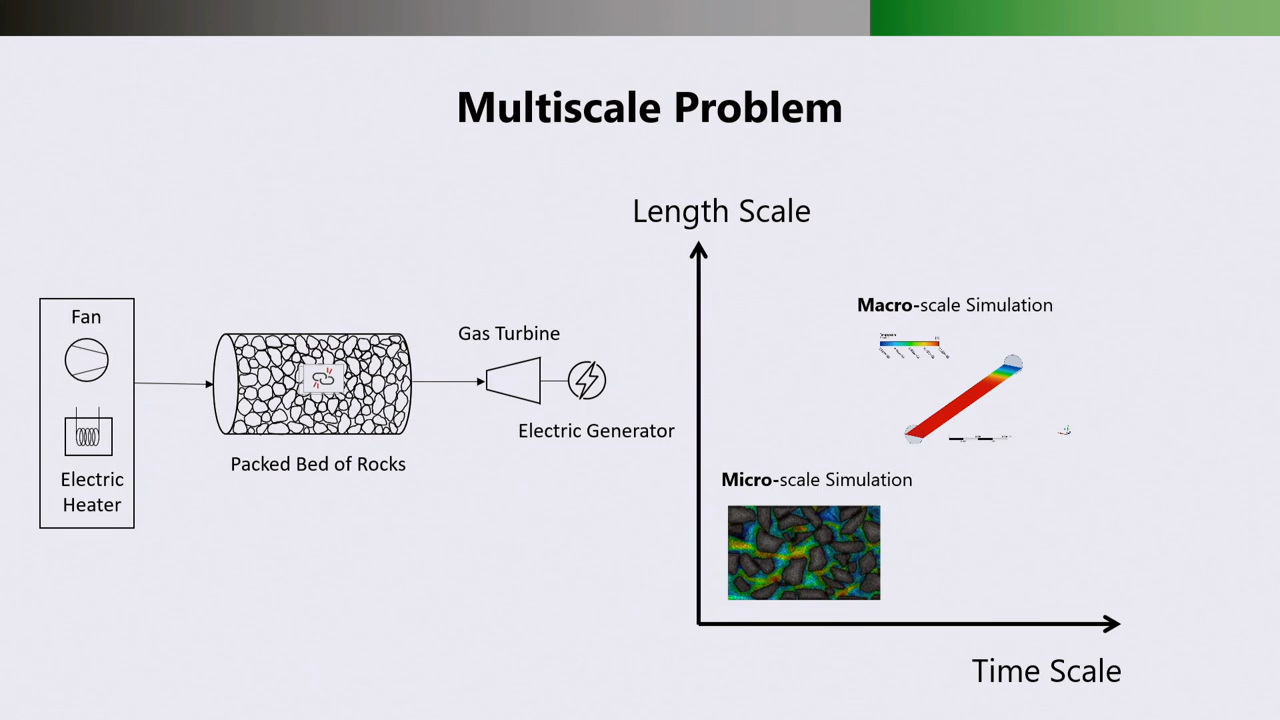 Multiscale Problem
Length Scale
Fan
Electric
Heater
Packed Bed of Rocks
Gas Turbine
Electric Generator
Macro-scale Simulation
Micro-scale Simulation
Time Scale